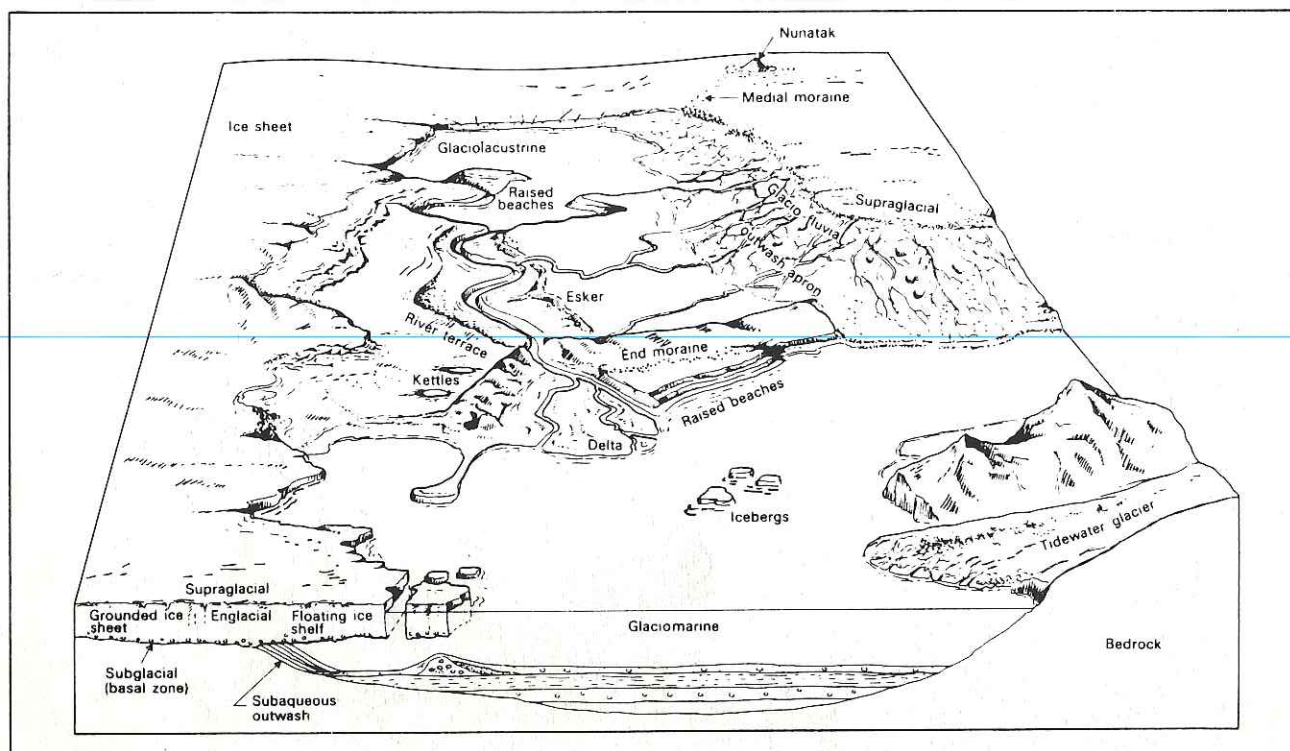 Nunatak
Medial moraine
Ice sheet
Glaciolacustrine
Raised
beaches
Supraglacial
Glacio fluvial
outwash apron
Esker
River terrace
End moraine
Kettles
Raised beaches
Delta
Icebergs
Tidewater glacier
Supraglacial
Grounded ice
sheet
Englacial
Floating ice
shelf
Glaciomarine
Bedrock
Subglacial
(basal zone)
Subaqueous
outwash